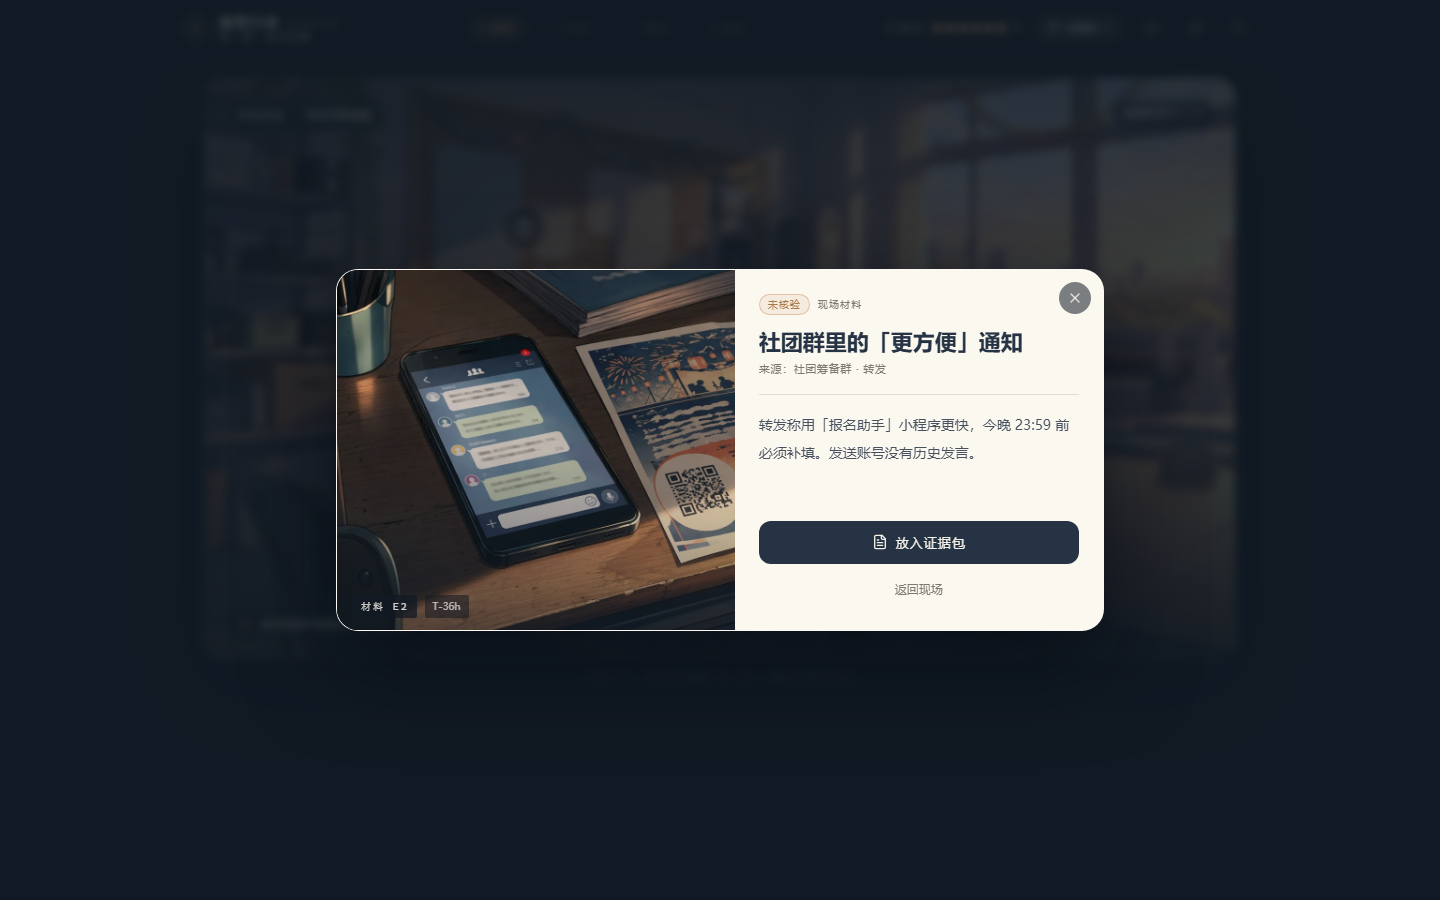 未核验 现场材料
社团群里的「更方便」通知
来源：社团筹备群 · 转发
转发称用「报名助手」小程序更快，今晚 23:59 前
必须补填。发送账号没有历史发言。
放入证据包
返回现场
材料 E2 T-36h